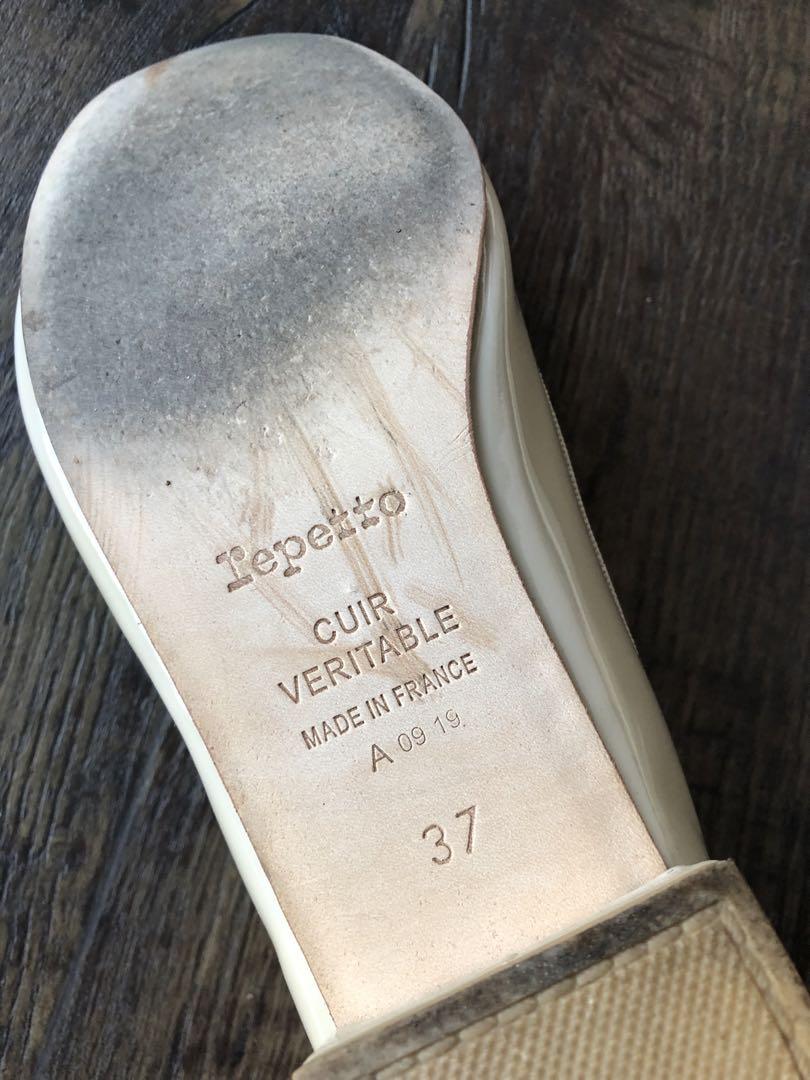 repetto
CUIR
VERITABLE
MADE IN FRANCE
A 09 19
37